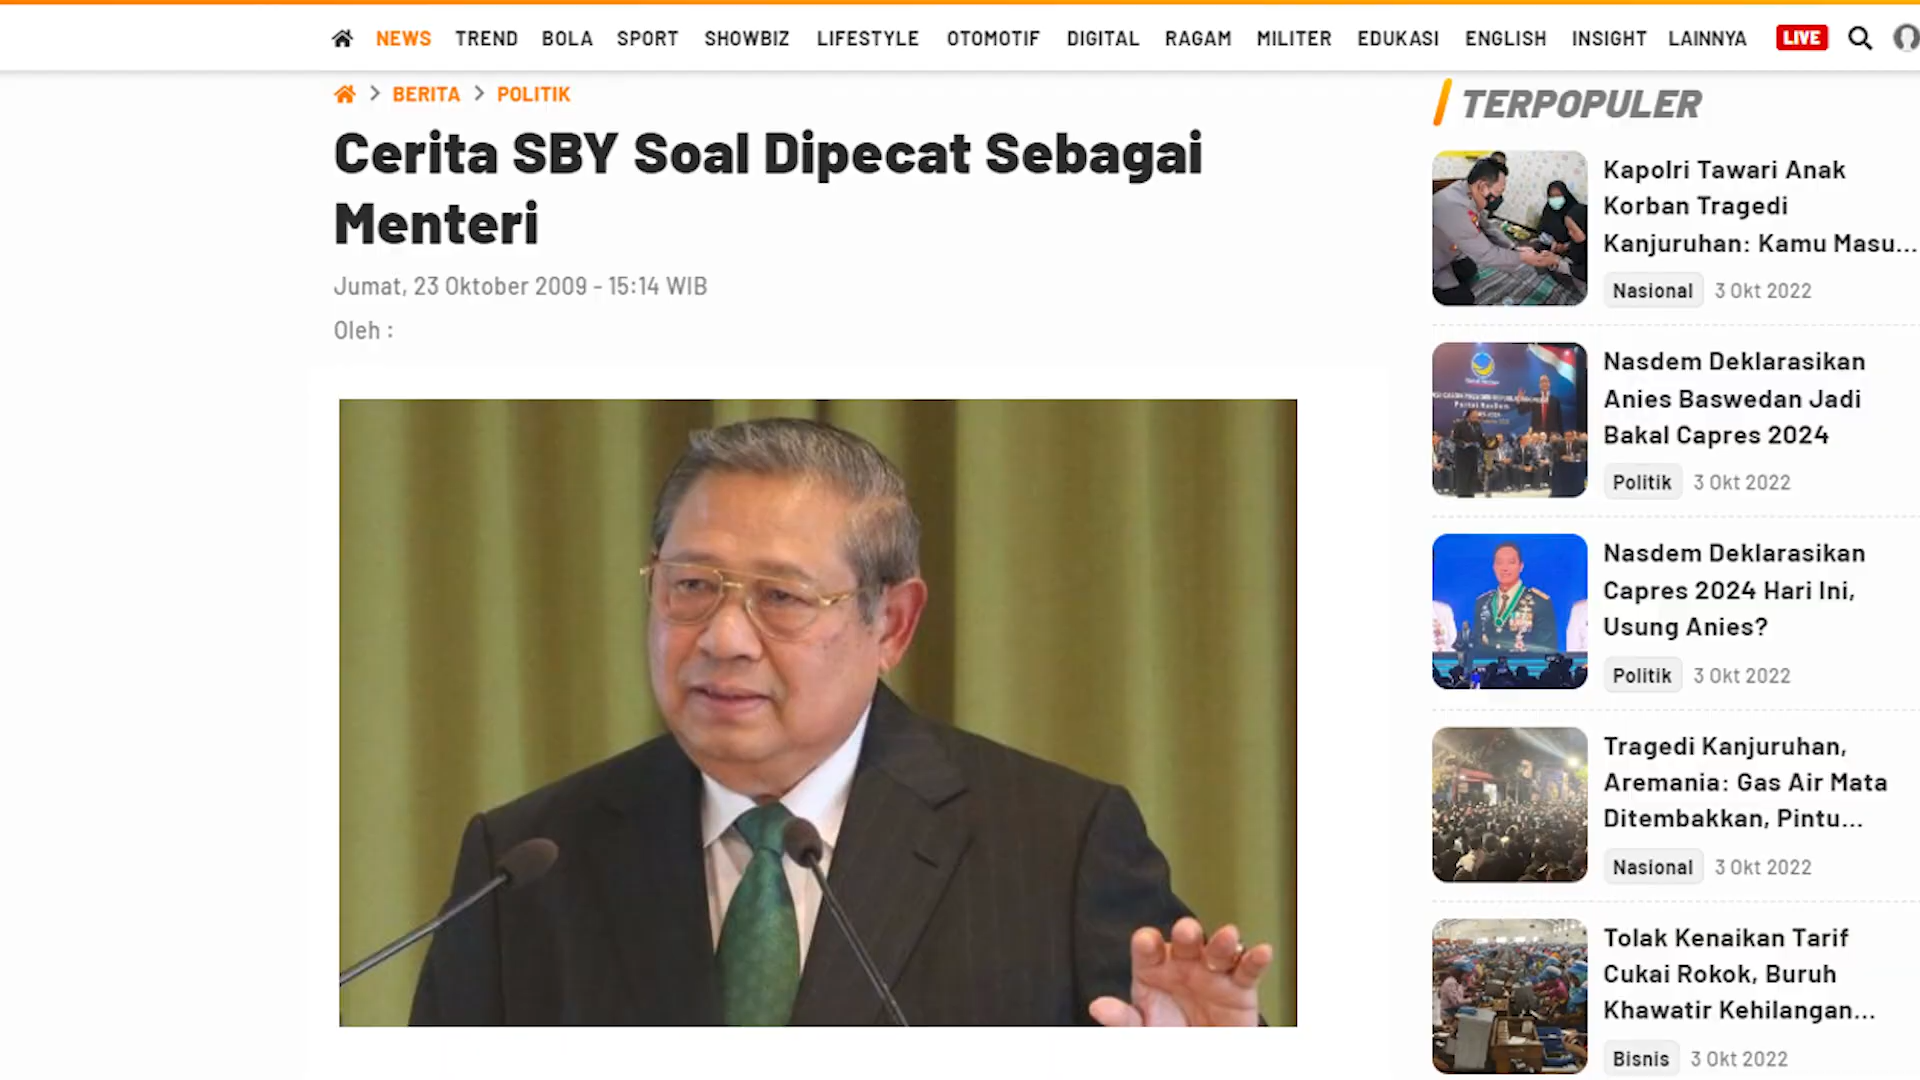 NEWS TREND BOLA SPORT SHOWBIZ LIFESTYLE OTOMOTIF DIGITAL RAGAM MILITER EDUKASI ENGLISH INSIGHT LAINNYA LIVE
BERITA > POLITIK
Cerita SBY Soal Dipecat Sebagai
Menteri
Jumat, 23 Oktober 2009 - 15:14 WIB
Oleh :
TERPOPULER
Kapolri Tawari Anak
Korban Tragedi
Kanjuruhan: Kamu Masu...
Nasional 3 Okt 2022
Nasdem Deklarasikan
Anies Baswedan Jadi
Bakal Capres 2024
Politik 3 Okt 2022
Nasdem Deklarasikan
Capres 2024 Hari Ini,
Usung Anies?
Politik 3 Okt 2022
Tragedi Kanjuruhan,
Aremania: Gas Air Mata
Ditembakkan, Pintu...
Nasional 3 Okt 2022
Tolak Kenaikan Tarif
Cukai Rokok, Buruh
Khawatir Kehilangan...
Bisnis 3 Okt 2022